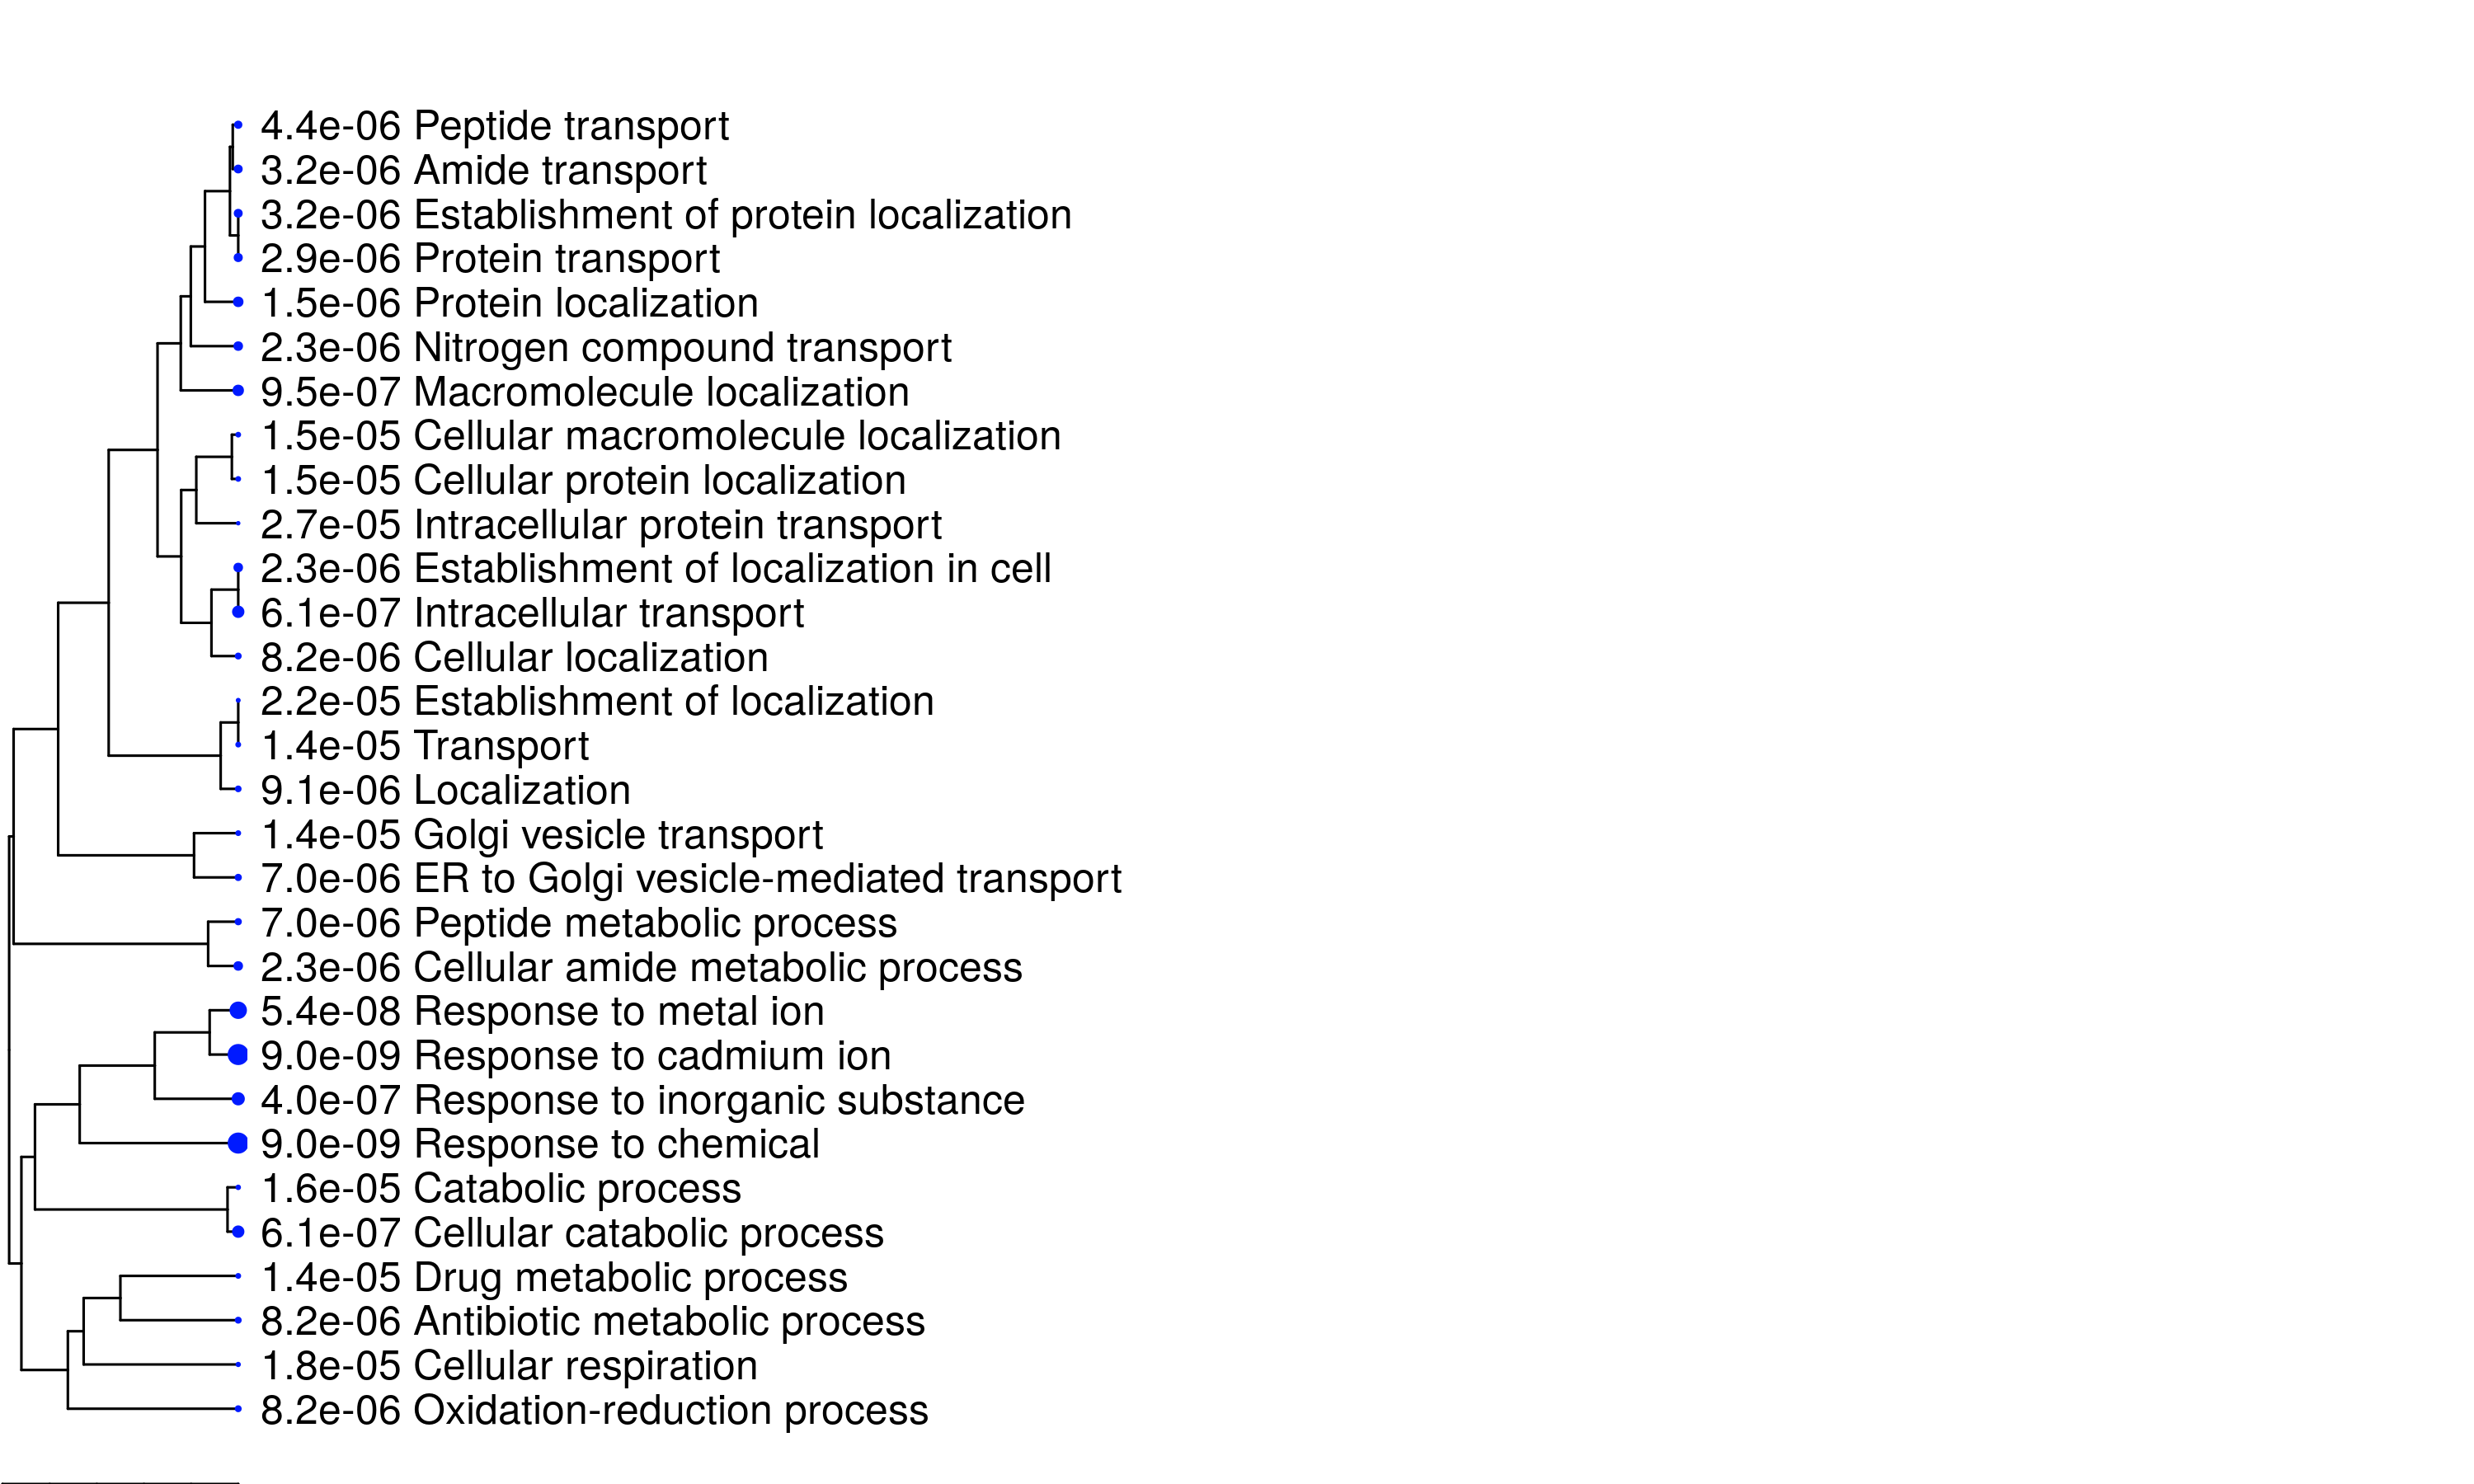 4.4e-06 Peptide transport
3.2e-06 Amide transport
3.2e-06 Establishment of protein localization
2.9e-06 Protein transport
1.5e-06 Protein localization
2.3e-06 Nitrogen compound transport
9.5e-07 Macromolecule localization
1.5e-05 Cellular macromolecule localization
1.5e-05 Cellular protein localization
2.7e-05 Intracellular protein transport
2.3e-06 Establishment of localization in cell
6.1e-07 Intracellular transport
8.2e-06 Cellular localization
2.2e-05 Establishment of localization
1.4e-05 Transport
9.1e-06 Localization
1.4e-05 Golgi vesicle transport
7.0e-06 ER to Golgi vesicle-mediated transport
7.0e-06 Peptide metabolic process
2.3e-06 Cellular amide metabolic process
5.4e-08 Response to metal ion
9.0e-09 Response to cadmium ion
4.0e-07 Response to inorganic substance
9.0e-09 Response to chemical
1.6e-05 Catabolic process
6.1e-07 Cellular catabolic process
1.4e-05 Drug metabolic process
8.2e-06 Antibiotic metabolic process
1.8e-05 Cellular respiration
8.2e-06 Oxidation-reduction process